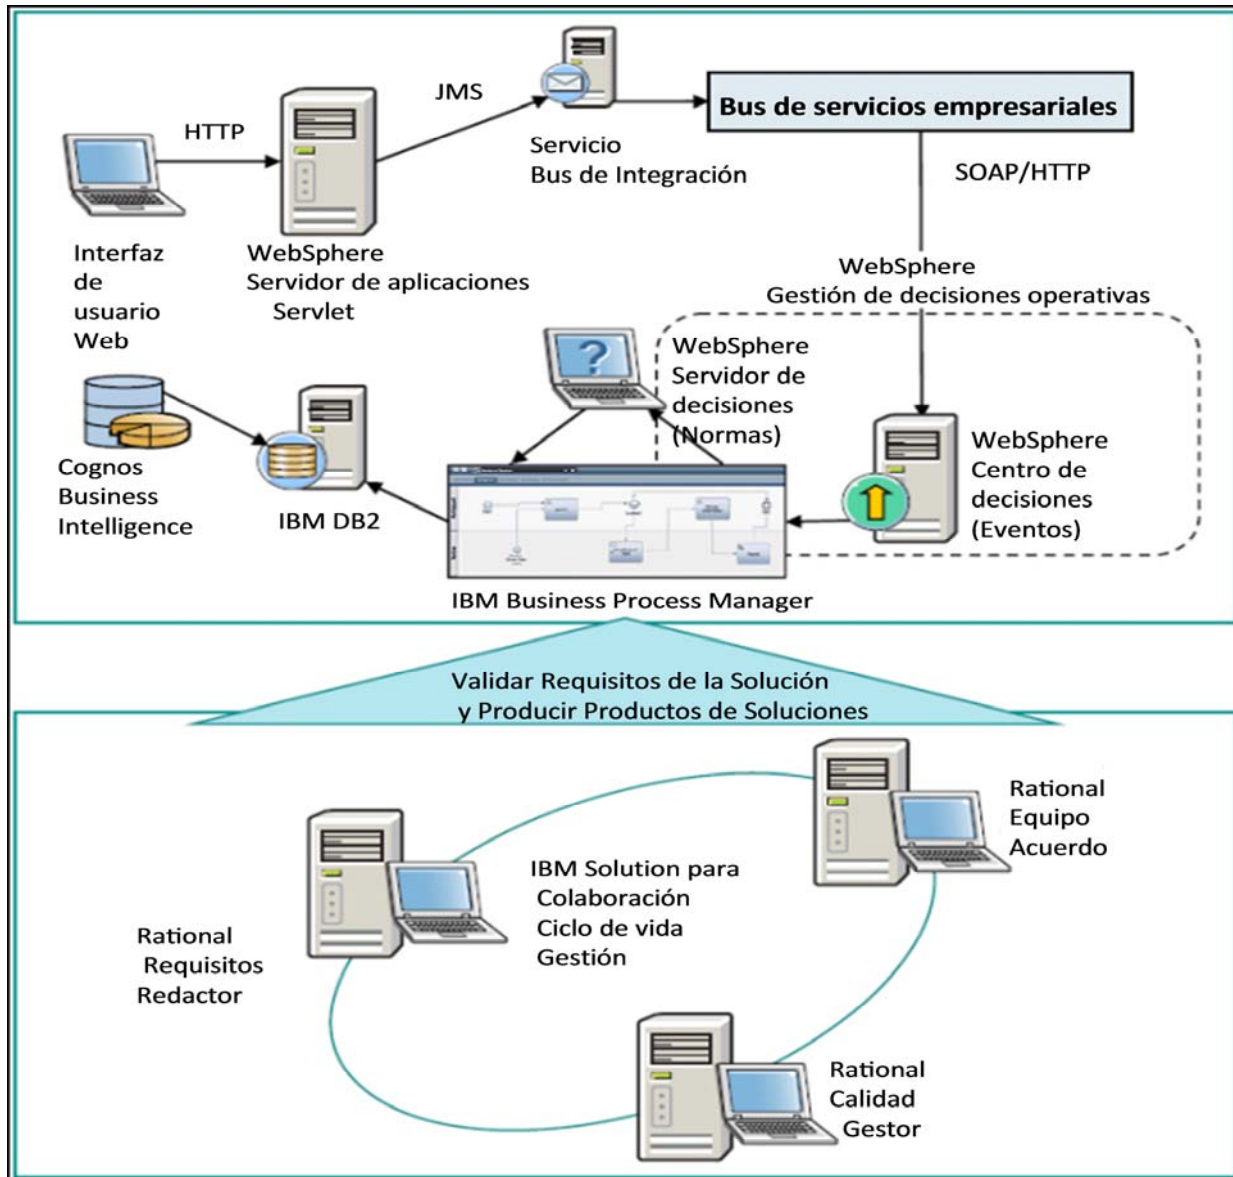 HTTP
JMS
Servicio
Bus de Integración
Bus de servicios empresariales
SOAP/HTTP
Interfaz
de
usuario
Web
WebSphere
Servidor de aplicaciones
Servlet
WebSphere
Gestión de decisiones operativas
WebSphere
Servidor de
decisiones
(Normas)
WebSphere
Centro de
decisiones
(Eventos)
Cognos
Business
Intelligence
IBM DB2
IBM Business Process Manager
Validar Requisitos de la Solución
y Producir Productos de Soluciones
Rational
Equipo
Acuerdo
IBM Solution para
Colaboración
Ciclo de vida
Gestión
Rational
Requisitos
Redactor
Rational
Calidad
Gestor